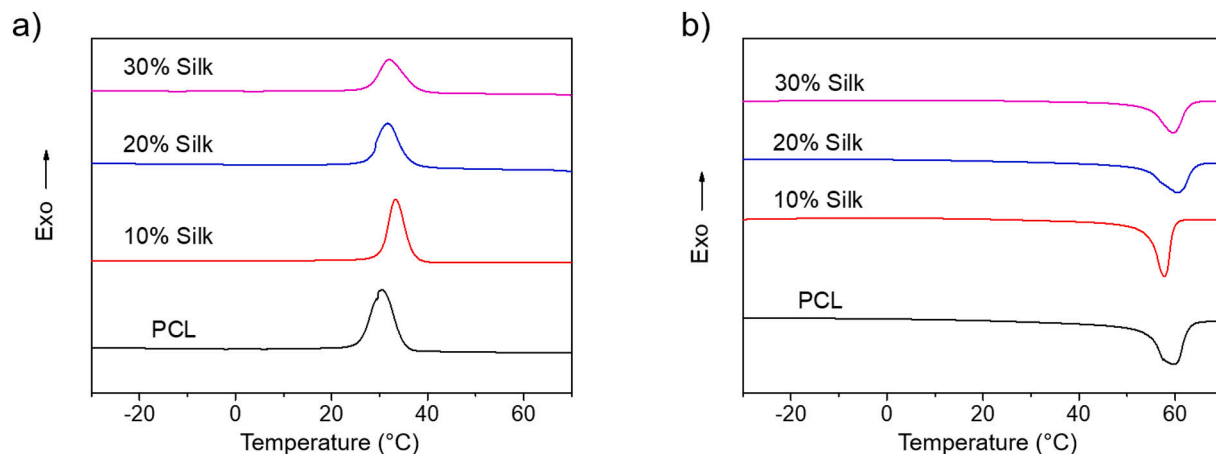 a)
30% Silk
20% Silk
10% Silk
PCL
Exo
-20
0
20
40
60
Temperature (°C)
b)
30% Silk
20% Silk
10% Silk
PCL
Exo
-20
0
20
40
60
Temperature (°C)